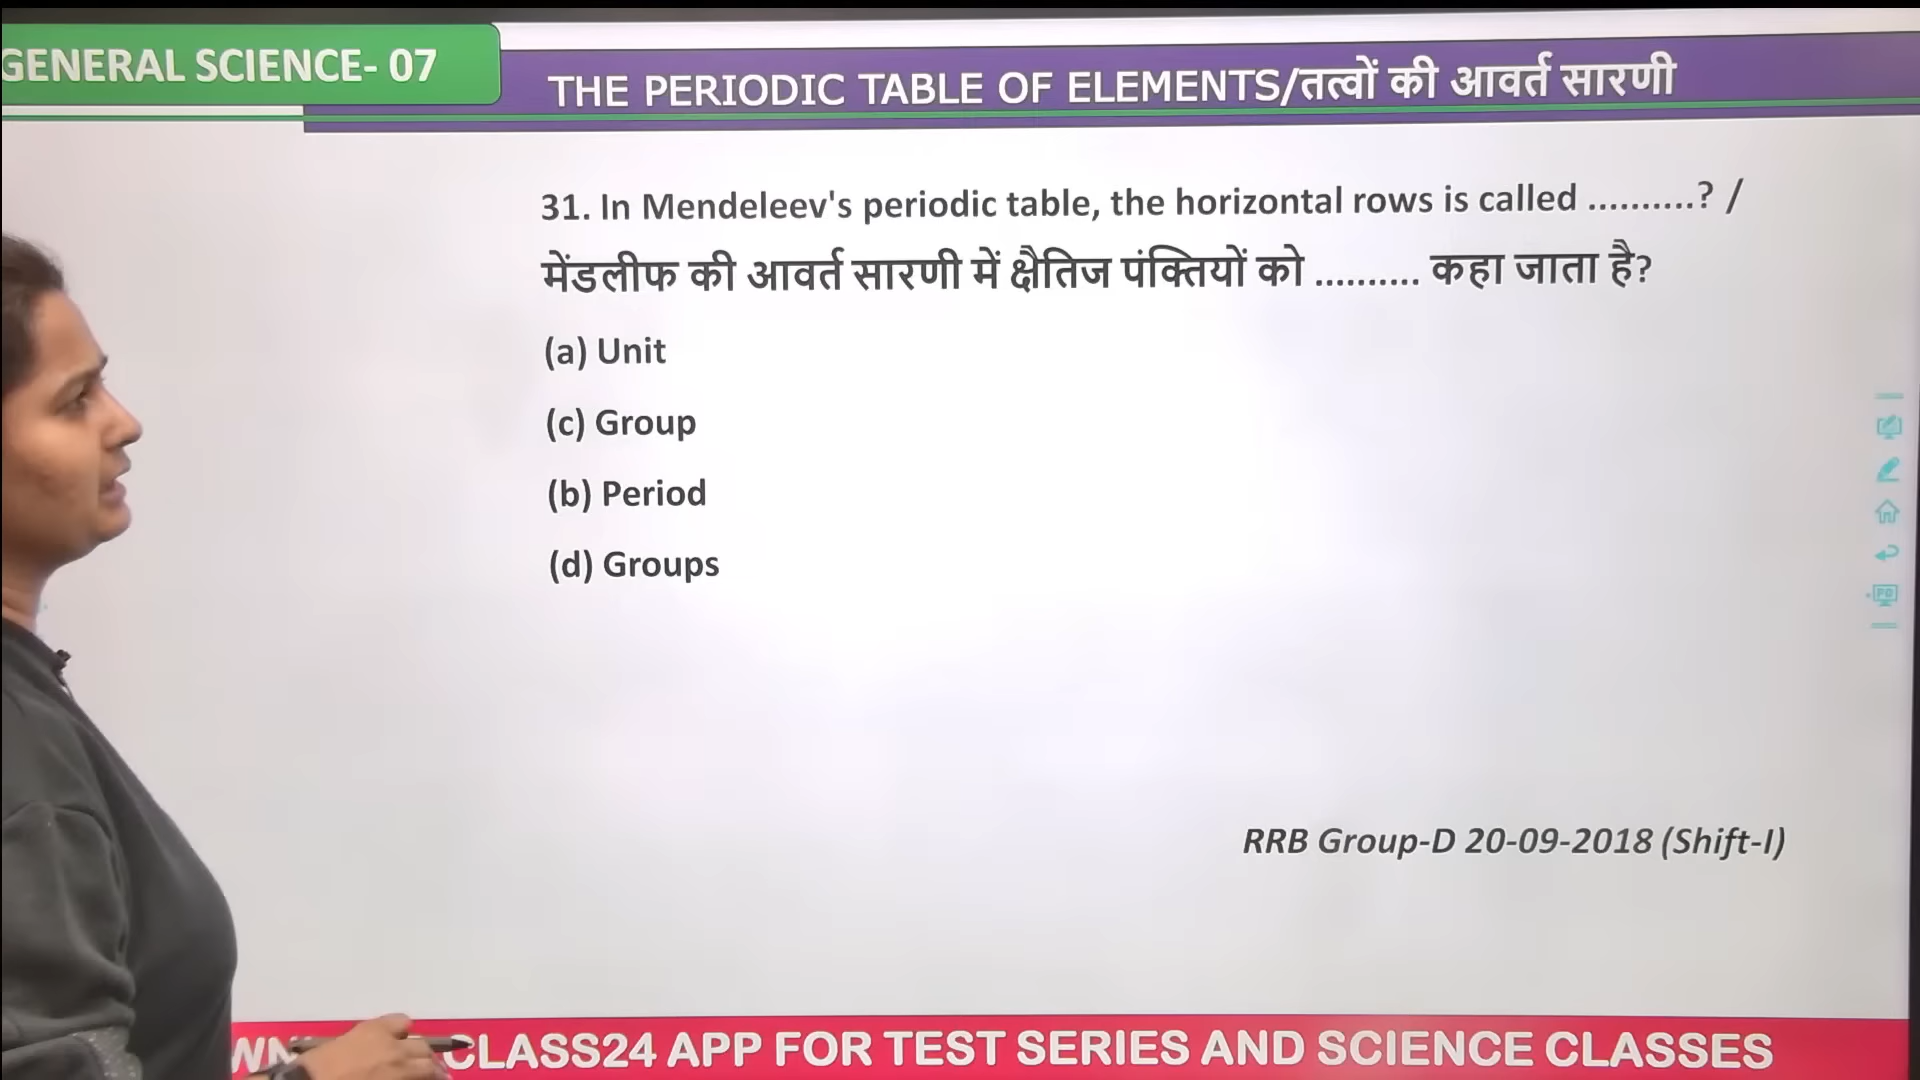 GENERAL SCIENCE- 07
THE PERIODIC TABLE OF ELEMENTS/तत्वों की आवर्त सारणी
31. In Mendeleev's periodic table, the horizontal rows is called ..........? /
मेंडलीफ की आवर्त सारणी में क्षैतिज पंक्तियों को .......... कहा जाता है?
(a) Unit
(c) Group
(b) Period
(d) Groups
RRB Group-D 20-09-2018 (Shift-I)
CLASS24 APP FOR TEST SERIES AND SCIENCE CLASSES